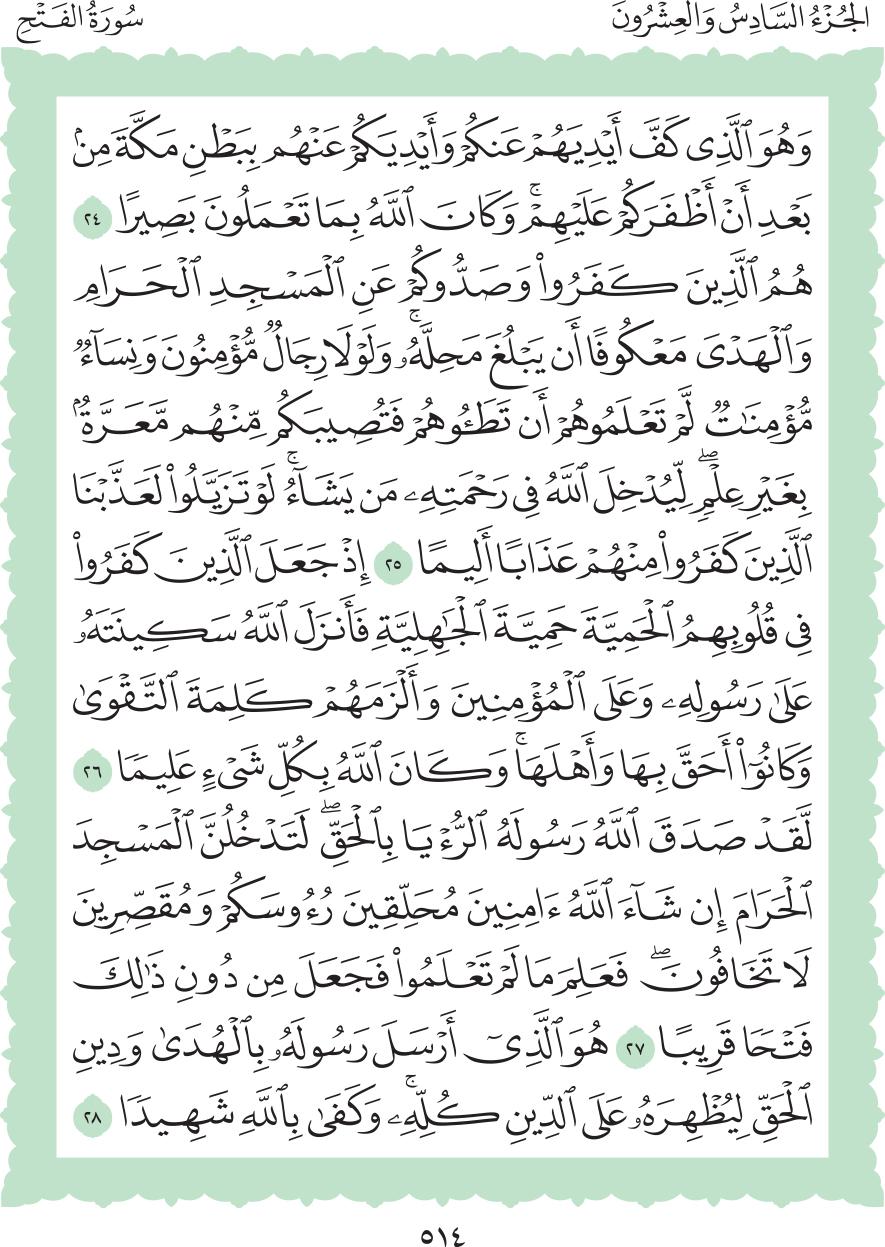 الجُزْءُ السَّادِسُ وَالعِشْرُونَ
سُورَةُ الفَتْحِ
وَهُوَ ٱلَّذِى كَفَّ أَيْدِيَهُمْ عَنكُمْ وَأَيْدِيَكُمْ عَنْهُم بِبَطْنِ مَكَّةَ مِنۢ
بَعْدِ أَنْ أَظْفَرَكُمْ عَلَيْهِمْ ۚ وَكَانَ ٱللَّهُ بِمَا تَعْمَلُونَ بَصِيرًا ٢٤
هُمُ ٱلَّذِينَ كَفَرُوا۟ وَصَدُّوكُمْ عَنِ ٱلْمَسْجِدِ ٱلْحَرَامِ
وَٱلْهَدْىَ مَعْكُوفًا أَن يَبْلُغَ مَحِلَّهُۥ ۚ وَلَوْلَا رِجَالٌ مُّؤْمِنُونَ وَنِسَآءٌ
مُّؤْمِنَٰتٌ لَّمْ تَعْلَمُوهُمْ أَن تَطَـُٔوهُمْ فَتُصِيبَكُم مِّنْهُم مَّعَرَّةٌۢ
بِغَيْرِ عِلْمٍ ۖ لِّيُدْخِلَ ٱللَّهُ فِى رَحْمَتِهِۦ مَن يَشَآءُ ۚ لَوْ تَزَيَّلُوا۟ لَعَذَّبْنَا
ٱلَّذِينَ كَفَرُوا۟ مِنْهُمْ عَذَابًا أَلِيمًا ٢٥ إِذْ جَعَلَ ٱلَّذِينَ كَفَرُوا۟
فِى قُلُوبِهِمُ ٱلْحَمِيَّةَ حَمِيَّةَ ٱلْجَٰهِلِيَّةِ فَأَنزَلَ ٱللَّهُ سَكِينَتَهُۥ
عَلَىٰ رَسُولِهِۦ وَعَلَى ٱلْمُؤْمِنِينَ وَأَلْزَمَهُمْ كَلِمَةَ ٱلتَّقْوَىٰ
وَكَانُوٓا۟ أَحَقَّ بِهَا وَأَهْلَهَا ۚ وَكَانَ ٱللَّهُ بِكُلِّ شَىْءٍ عَلِيمًا ٢٦
لَّقَدْ صَدَقَ ٱللَّهُ رَسُولَهُ ٱلرُّءْيَا بِٱلْحَقِّ ۖ لَتَدْخُلُنَّ ٱلْمَسْجِدَ
ٱلْحَرَامَ إِن شَآءَ ٱللَّهُ ءَامِنِينَ مُحَلِّقِينَ رُءُوسَكُمْ وَمُقَصِّرِينَ
لَا تَخَافُونَ ۖ فَعَلِمَ مَا لَمْ تَعْلَمُوا۟ فَجَعَلَ مِن دُونِ ذَٰلِكَ
فَتْحًا قَرِيبًا ٢٧ هُوَ ٱلَّذِىٓ أَرْسَلَ رَسُولَهُۥ بِٱلْهُدَىٰ وَدِينِ
ٱلْحَقِّ لِيُظْهِرَهُۥ عَلَى ٱلدِّينِ كُلِّهِۦ ۚ وَكَفَىٰ بِٱللَّهِ شَهِيدًا ٢٨
٥١٤